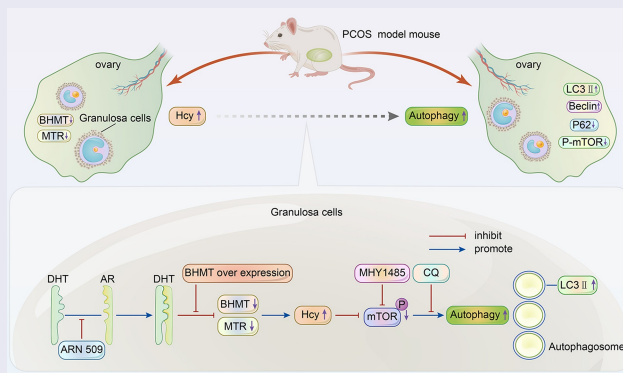 PCOS model mouse
ovary
ovary
BHMT↓
MTR↓
Granulosa cells
Hcy ↑
Autophagy ↑
LC3 II↑
Beclin↑
P62↓
P-mTOR↓
Granulosa cells
inhibit
promote
DHT
AR
DHT
BHMT over expression
MHY1485
CQ
BHMT ↓
MTR ↓
Hcy ↑
P
mTOR ↓
Autophagy ↑
LC3 II ↑
ARN 509
Autophagosome